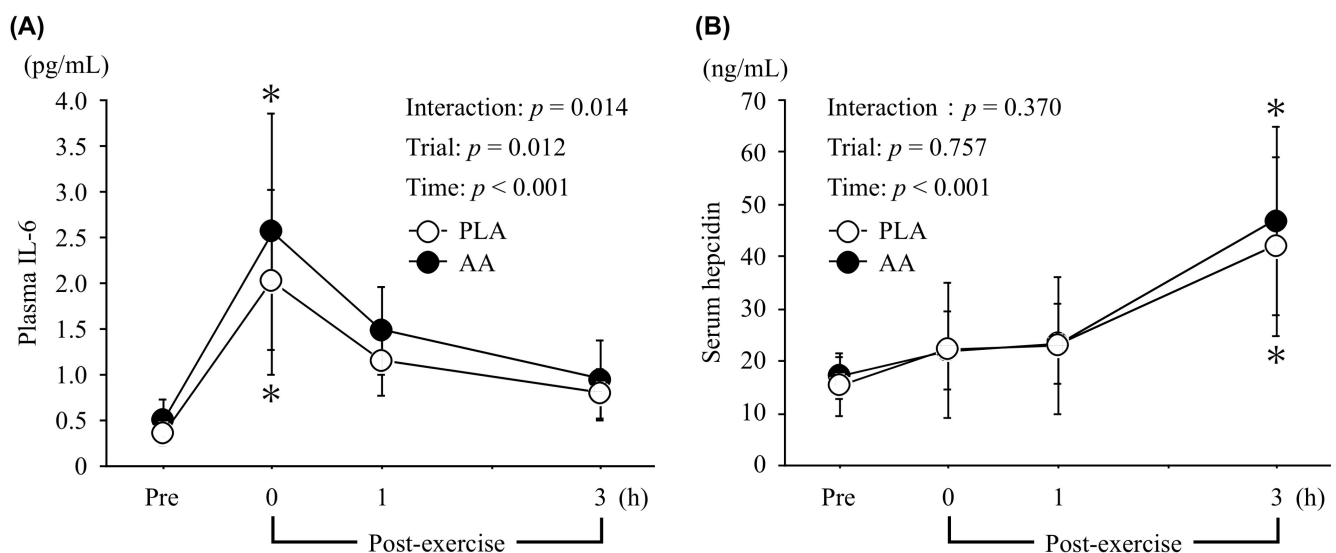 (A)
(pg/mL)
Plasma IL-6
4.0
3.5
3.0
2.5
2.0
1.5
1.0
0.5
0
*
*
Interaction: p = 0.014
Trial: p = 0.012
Time: p < 0.001
PLA
AA
Pre 0 1 3 (h)
Post-exercise
(B)
(ng/mL)
Serum hepcidin
70
60
50
40
30
20
10
0
Interaction : p = 0.370
Trial: p = 0.757
Time: p < 0.001
PLA
AA
*
*
Pre 0 1 3 (h)
Post-exercise